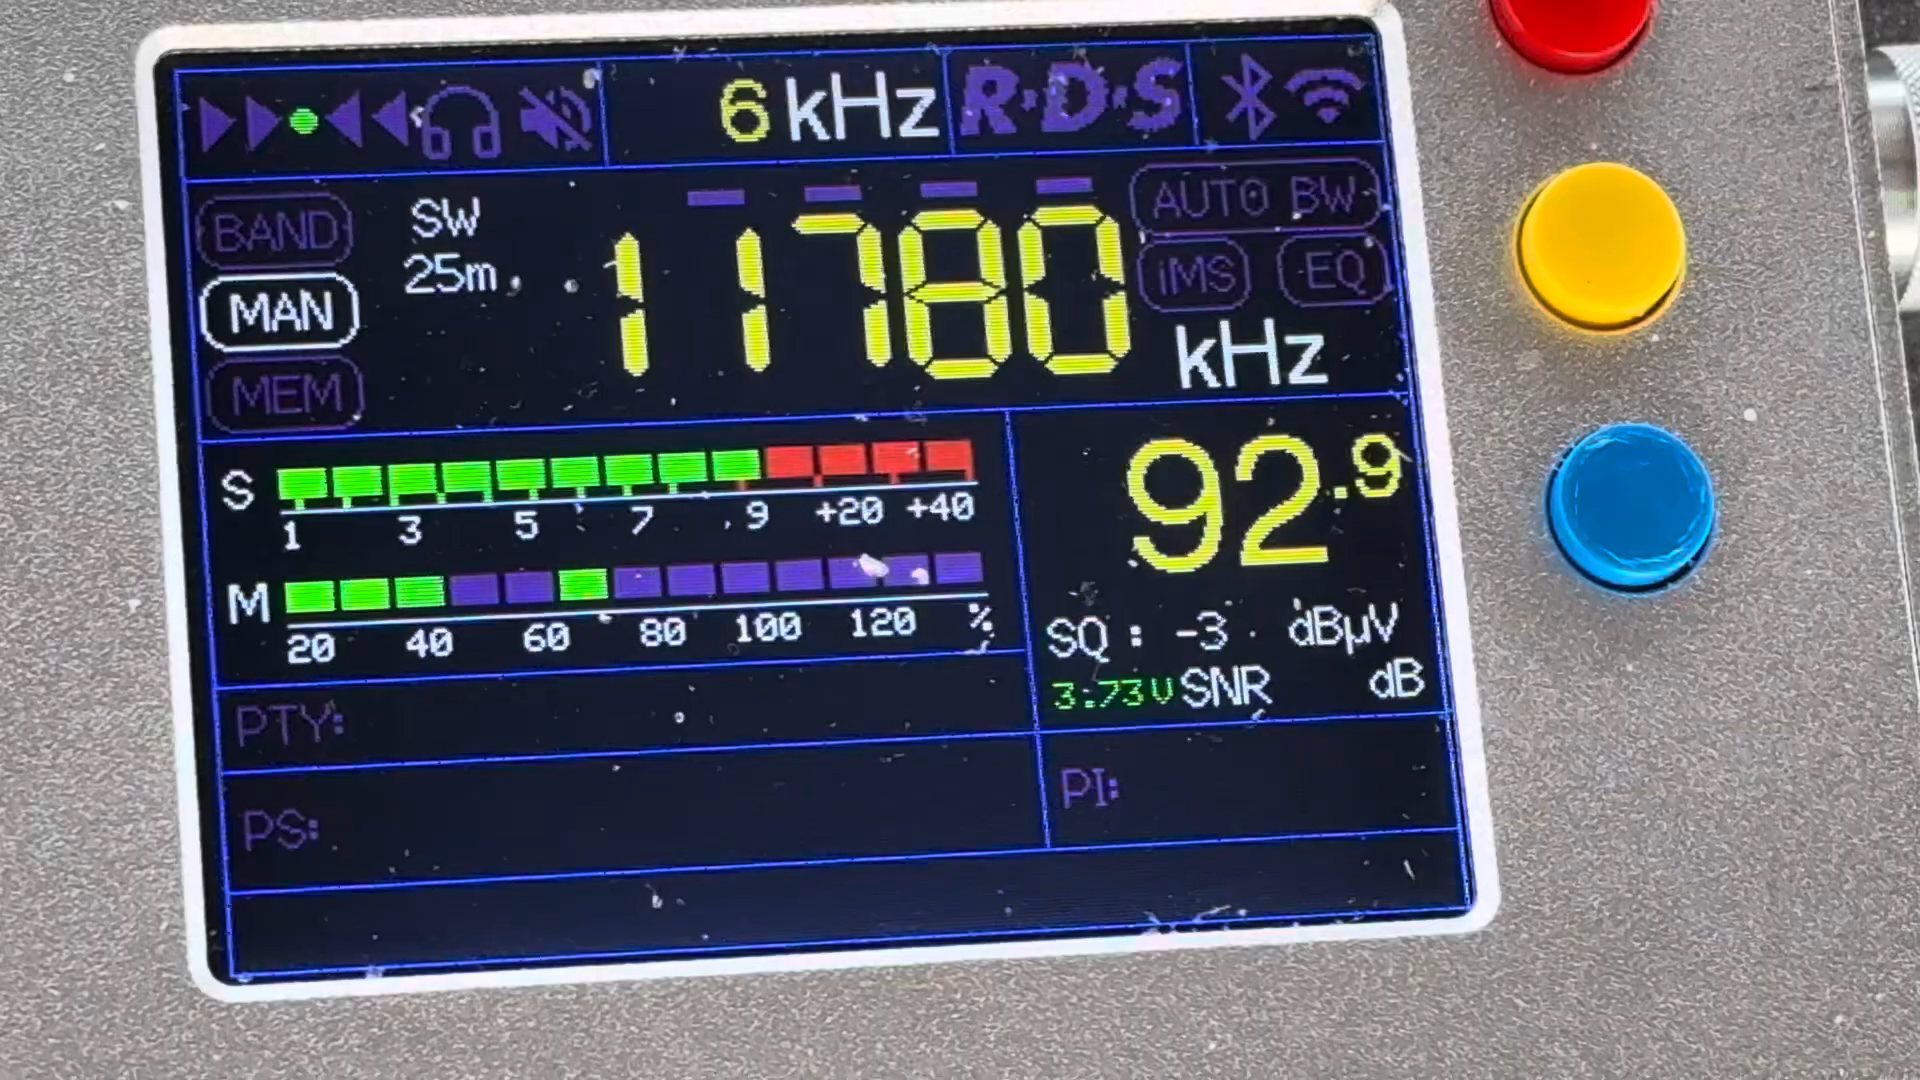 6 kHz R·D·S
BAND SW 11780 AUTO BW
25m iMS EQ
MAN kHz
MEM
S 1 3 5 7 9 +20 +40
92.9
M 20 40 60 80 100 120 %
SQ : -3 dBµV
3.73V SNR dB
PTY:
PS: PI: